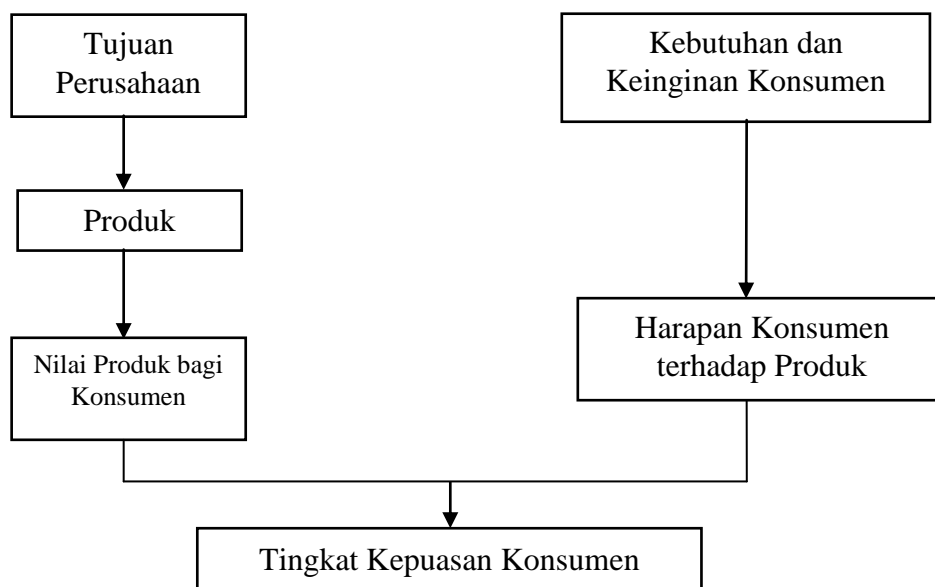 Tujuan
Perusahaan
Kebutuhan dan
Keinginan Konsumen
Produk
Harapan Konsumen
terhadap Produk
Nilai Produk bagi
Konsumen
Tingkat Kepuasan Konsumen